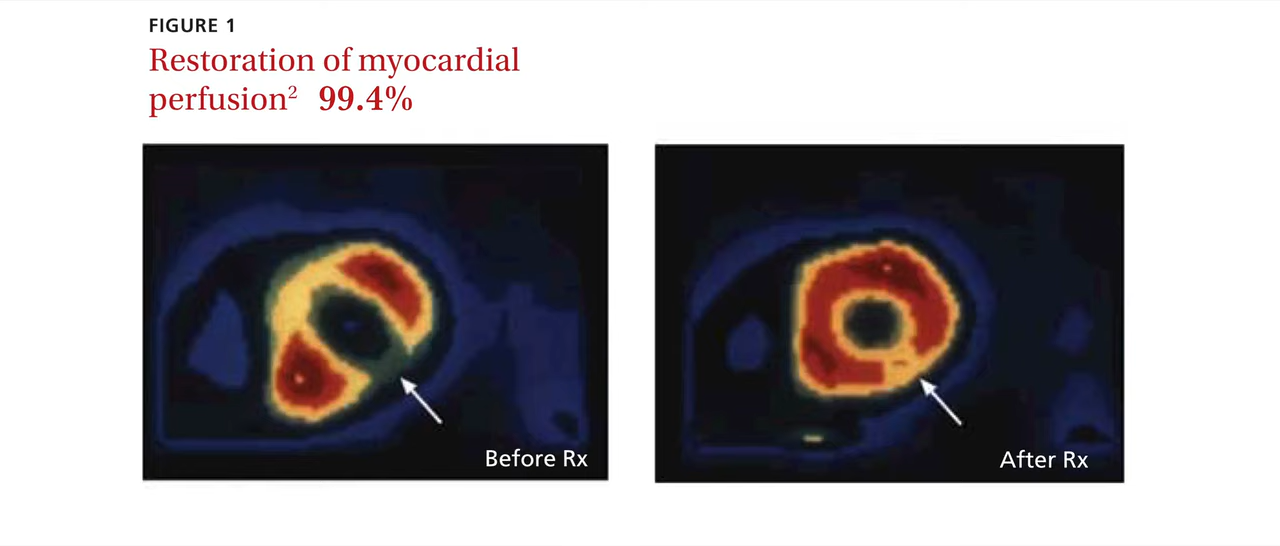 FIGURE 1
Restoration of myocardial
perfusion² 99.4%
Before Rx
After Rx